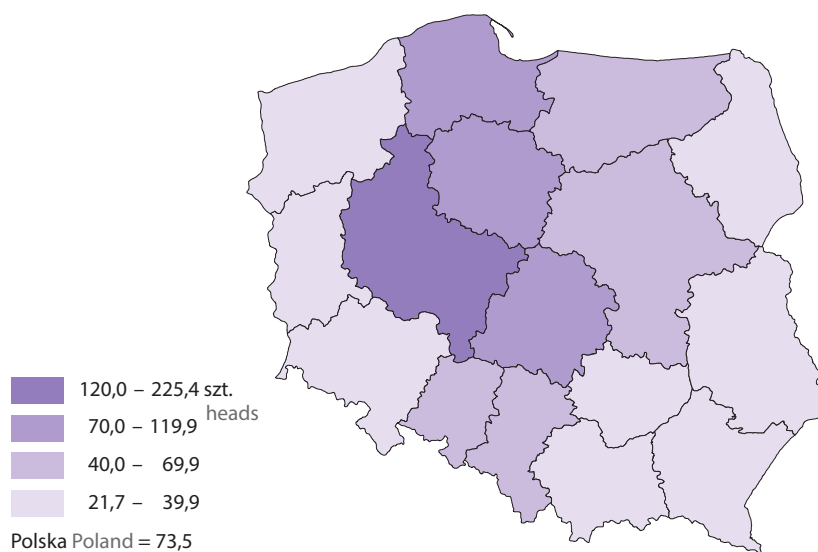 120,0 – 225,4 szt.
heads
70,0 – 119,9
40,0 – 69,9
21,7 – 39,9
Polska Poland = 73,5